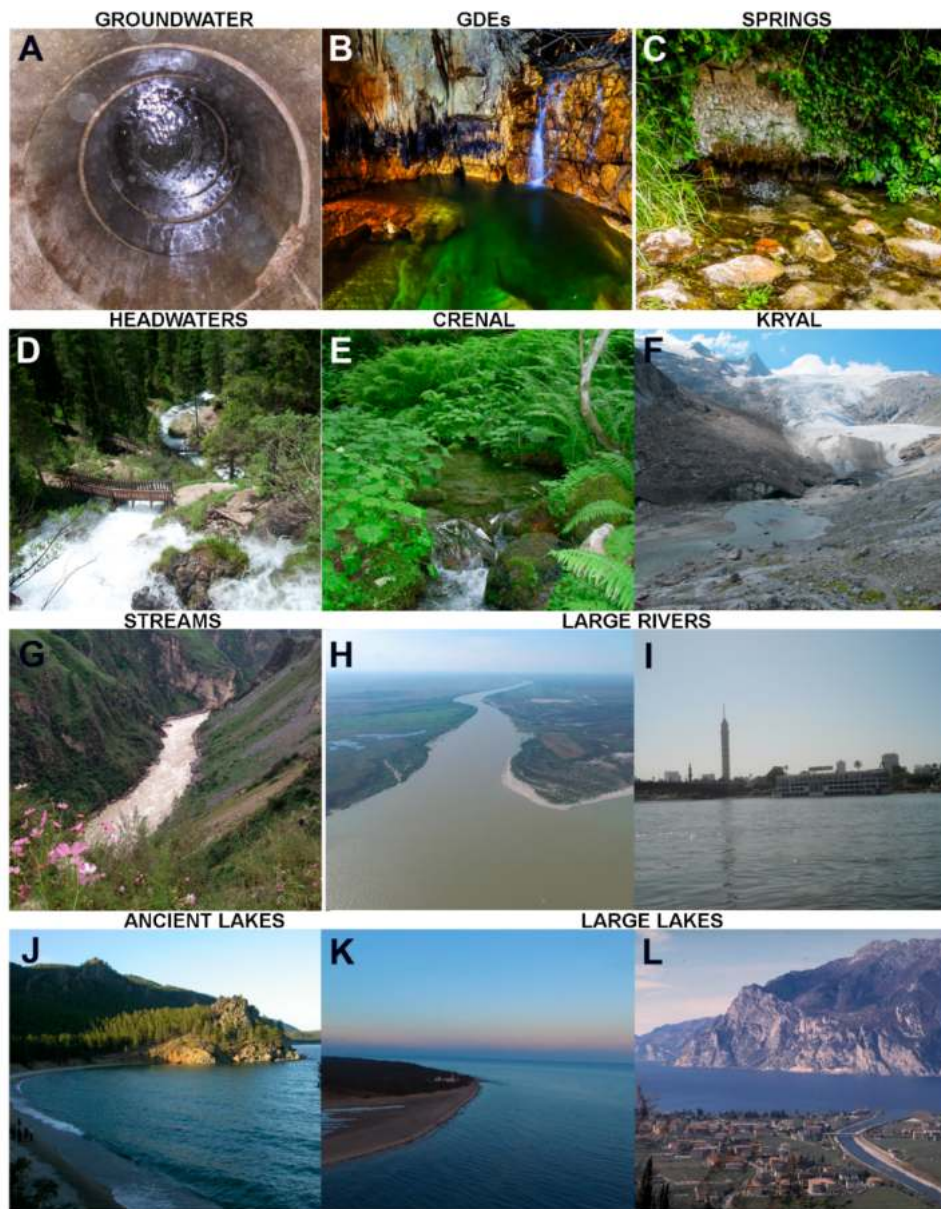 GROUNDWATER GDEs SPRINGS
A B C
HEADWATERS CRENAL KRYAL
D E F
STREAMS LARGE RIVERS
G H I
ANCIENT LAKES LARGE LAKES
J K L